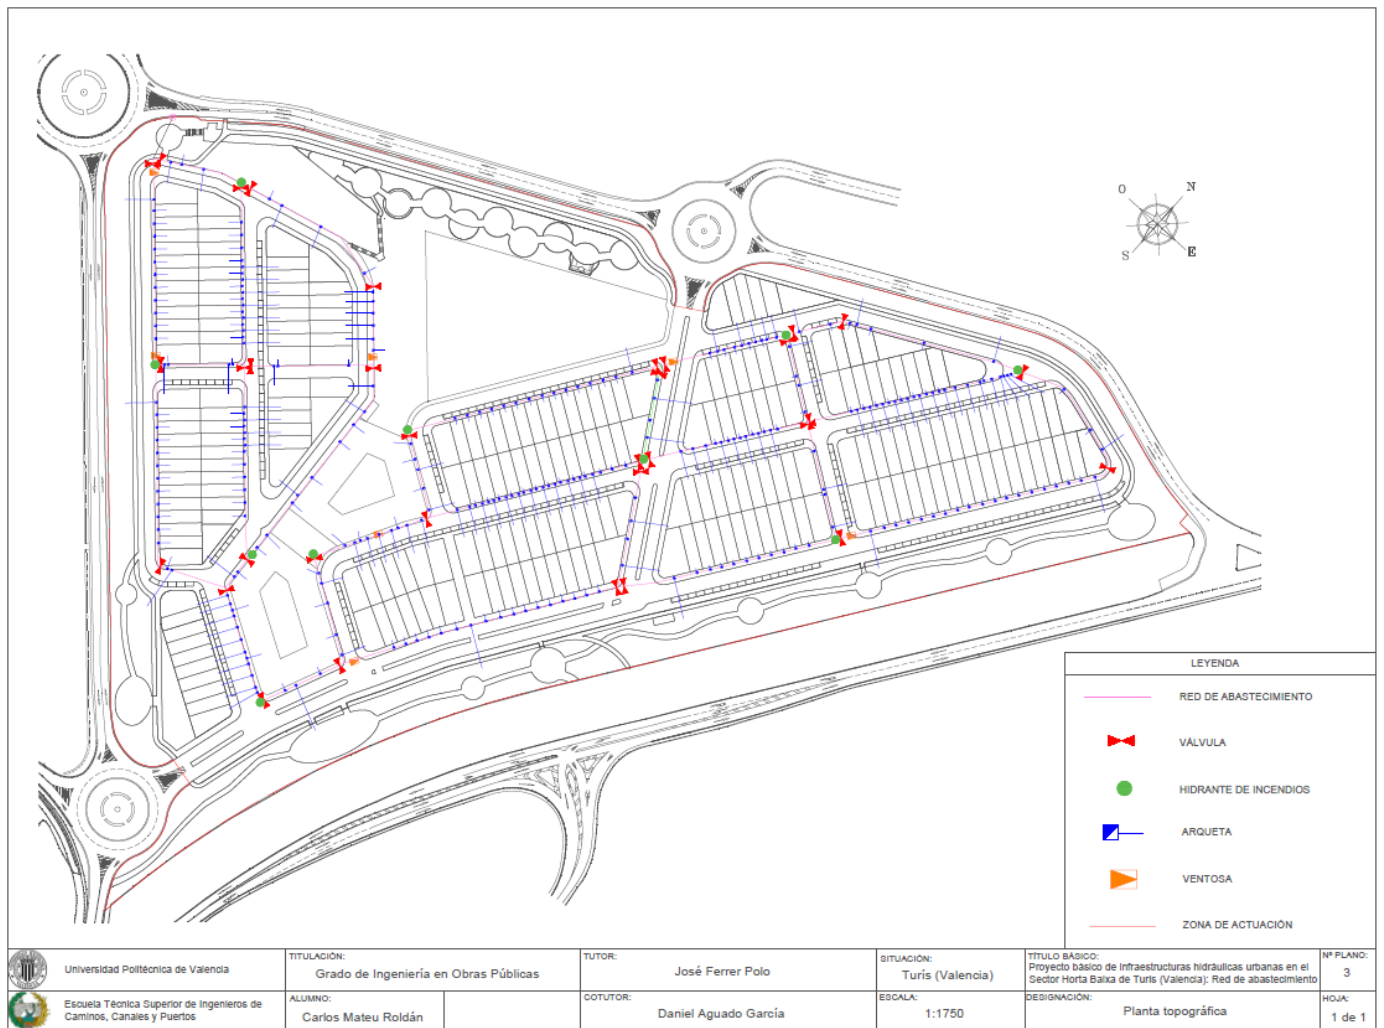 O
N
S
E
LEYENDA
RED DE ABASTECIMIENTO
VÁLVULA
HIDRANTE DE INCENDIOS
ARQUETA
VENTOSA
ZONA DE ACTUACIÓN
Universidad Politécnica de Valencia
Escuela Técnica Superior de Ingenieros de
Caminos, Canales y Puertos
TITULACIÓN:
Grado de Ingeniería en Obras Públicas
ALUMNO:
Carlos Mateu Roldán
TUTOR:
José Ferrer Polo
COTUTOR:
Daniel Aguado García
SITUACIÓN:
Turís (Valencia)
ESCALA:
1:1750
TÍTULO BÁSICO:
Proyecto básico de Infraestructuras hidráulicas urbanas en el
Sector Horta Baixa de Turís (Valencia): Red de abastecimiento
DESIGNACIÓN:
Planta topográfica
Nº PLANO:
3
HOJA:
1 de 1